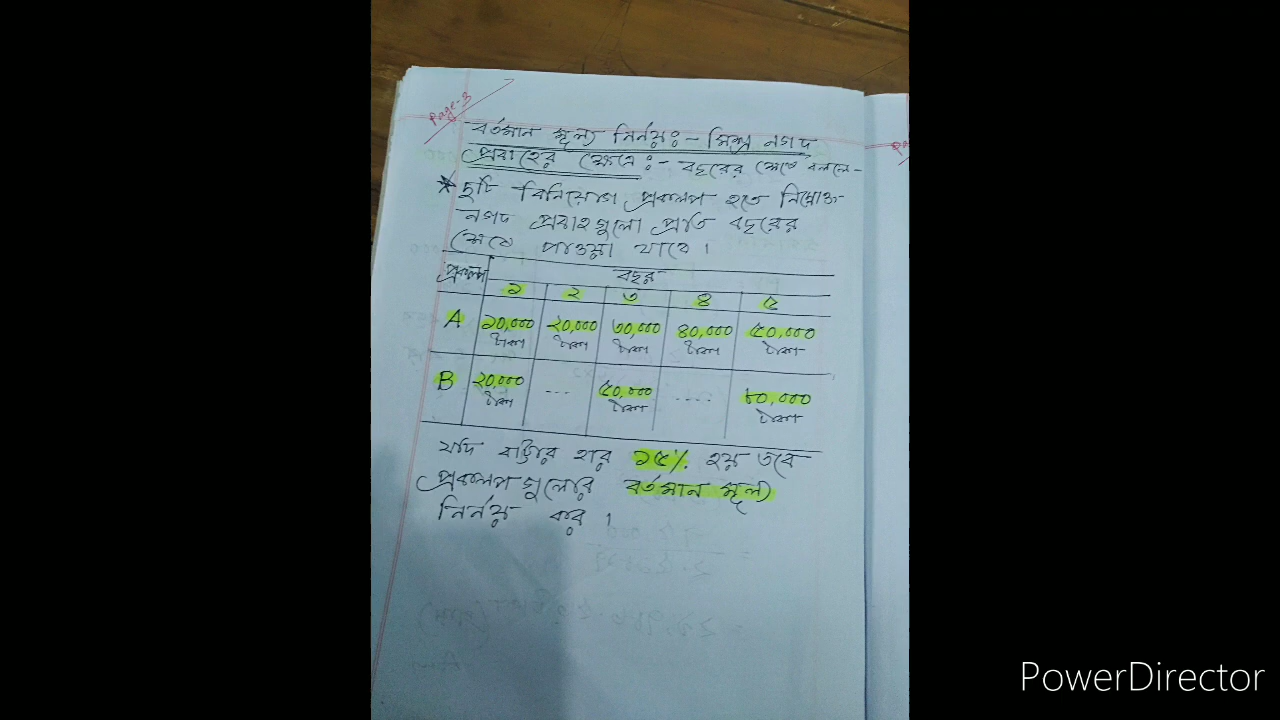 Page-3
বর্তমান মূল্য নির্নয়ঃ- মিশ্র নগদ
প্রবাহের ক্ষেত্রেঃ- বছরের শেষে বললে-
* দুটি বিনিয়োগ প্রকল্প হতে নিম্নোক্ত
নগদ প্রবাহগুলো প্রতি বছরের
শেষে পাওয়া যাবে।
প্রকল্প বছর
১ ২ ৩ ৪ ৫
A ১০,০০০ টাকা ২০,০০০ টাকা ৩০,০০০ টাকা ৪০,০০০ টাকা ৫০,০০০ টাকা
B ২০,০০০ টাকা ... ৫০,০০০ টাকা .... ৮০,০০০ টাকা
যদি বাট্টার হার ১৫% হয় তবে
প্রকল্পগুলোর বর্তমান মূল্য
নির্নয় কর।
PowerDirector